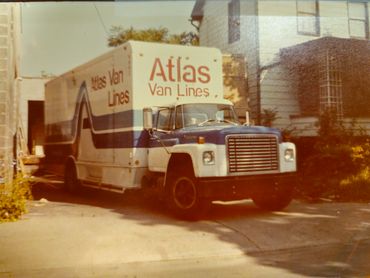 Atlas
Van Lines
Atlas Van
Lines